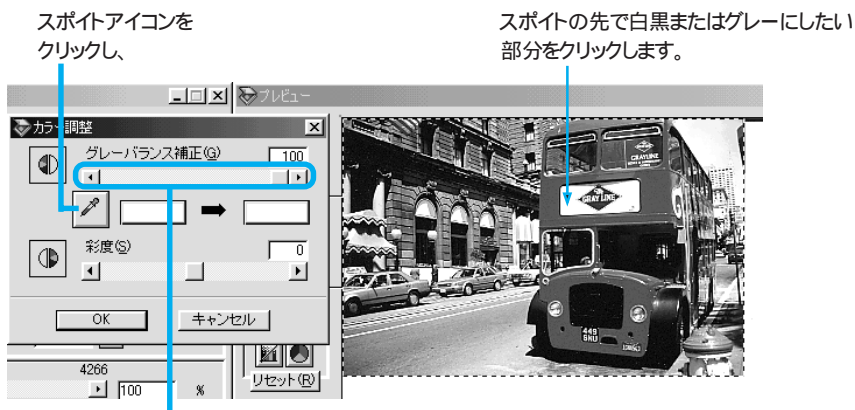 スポイトアイコンを
クリックし、
スポイトの先で白黒またはグレーにしたい
部分をクリックします。
プレビュー
カラー調整
グレーバランス補正(G)
100
彩度(S)
0
OK
キャンセル
4266
100
%
リセット(R)
GRAYLINE
GRAY LINE